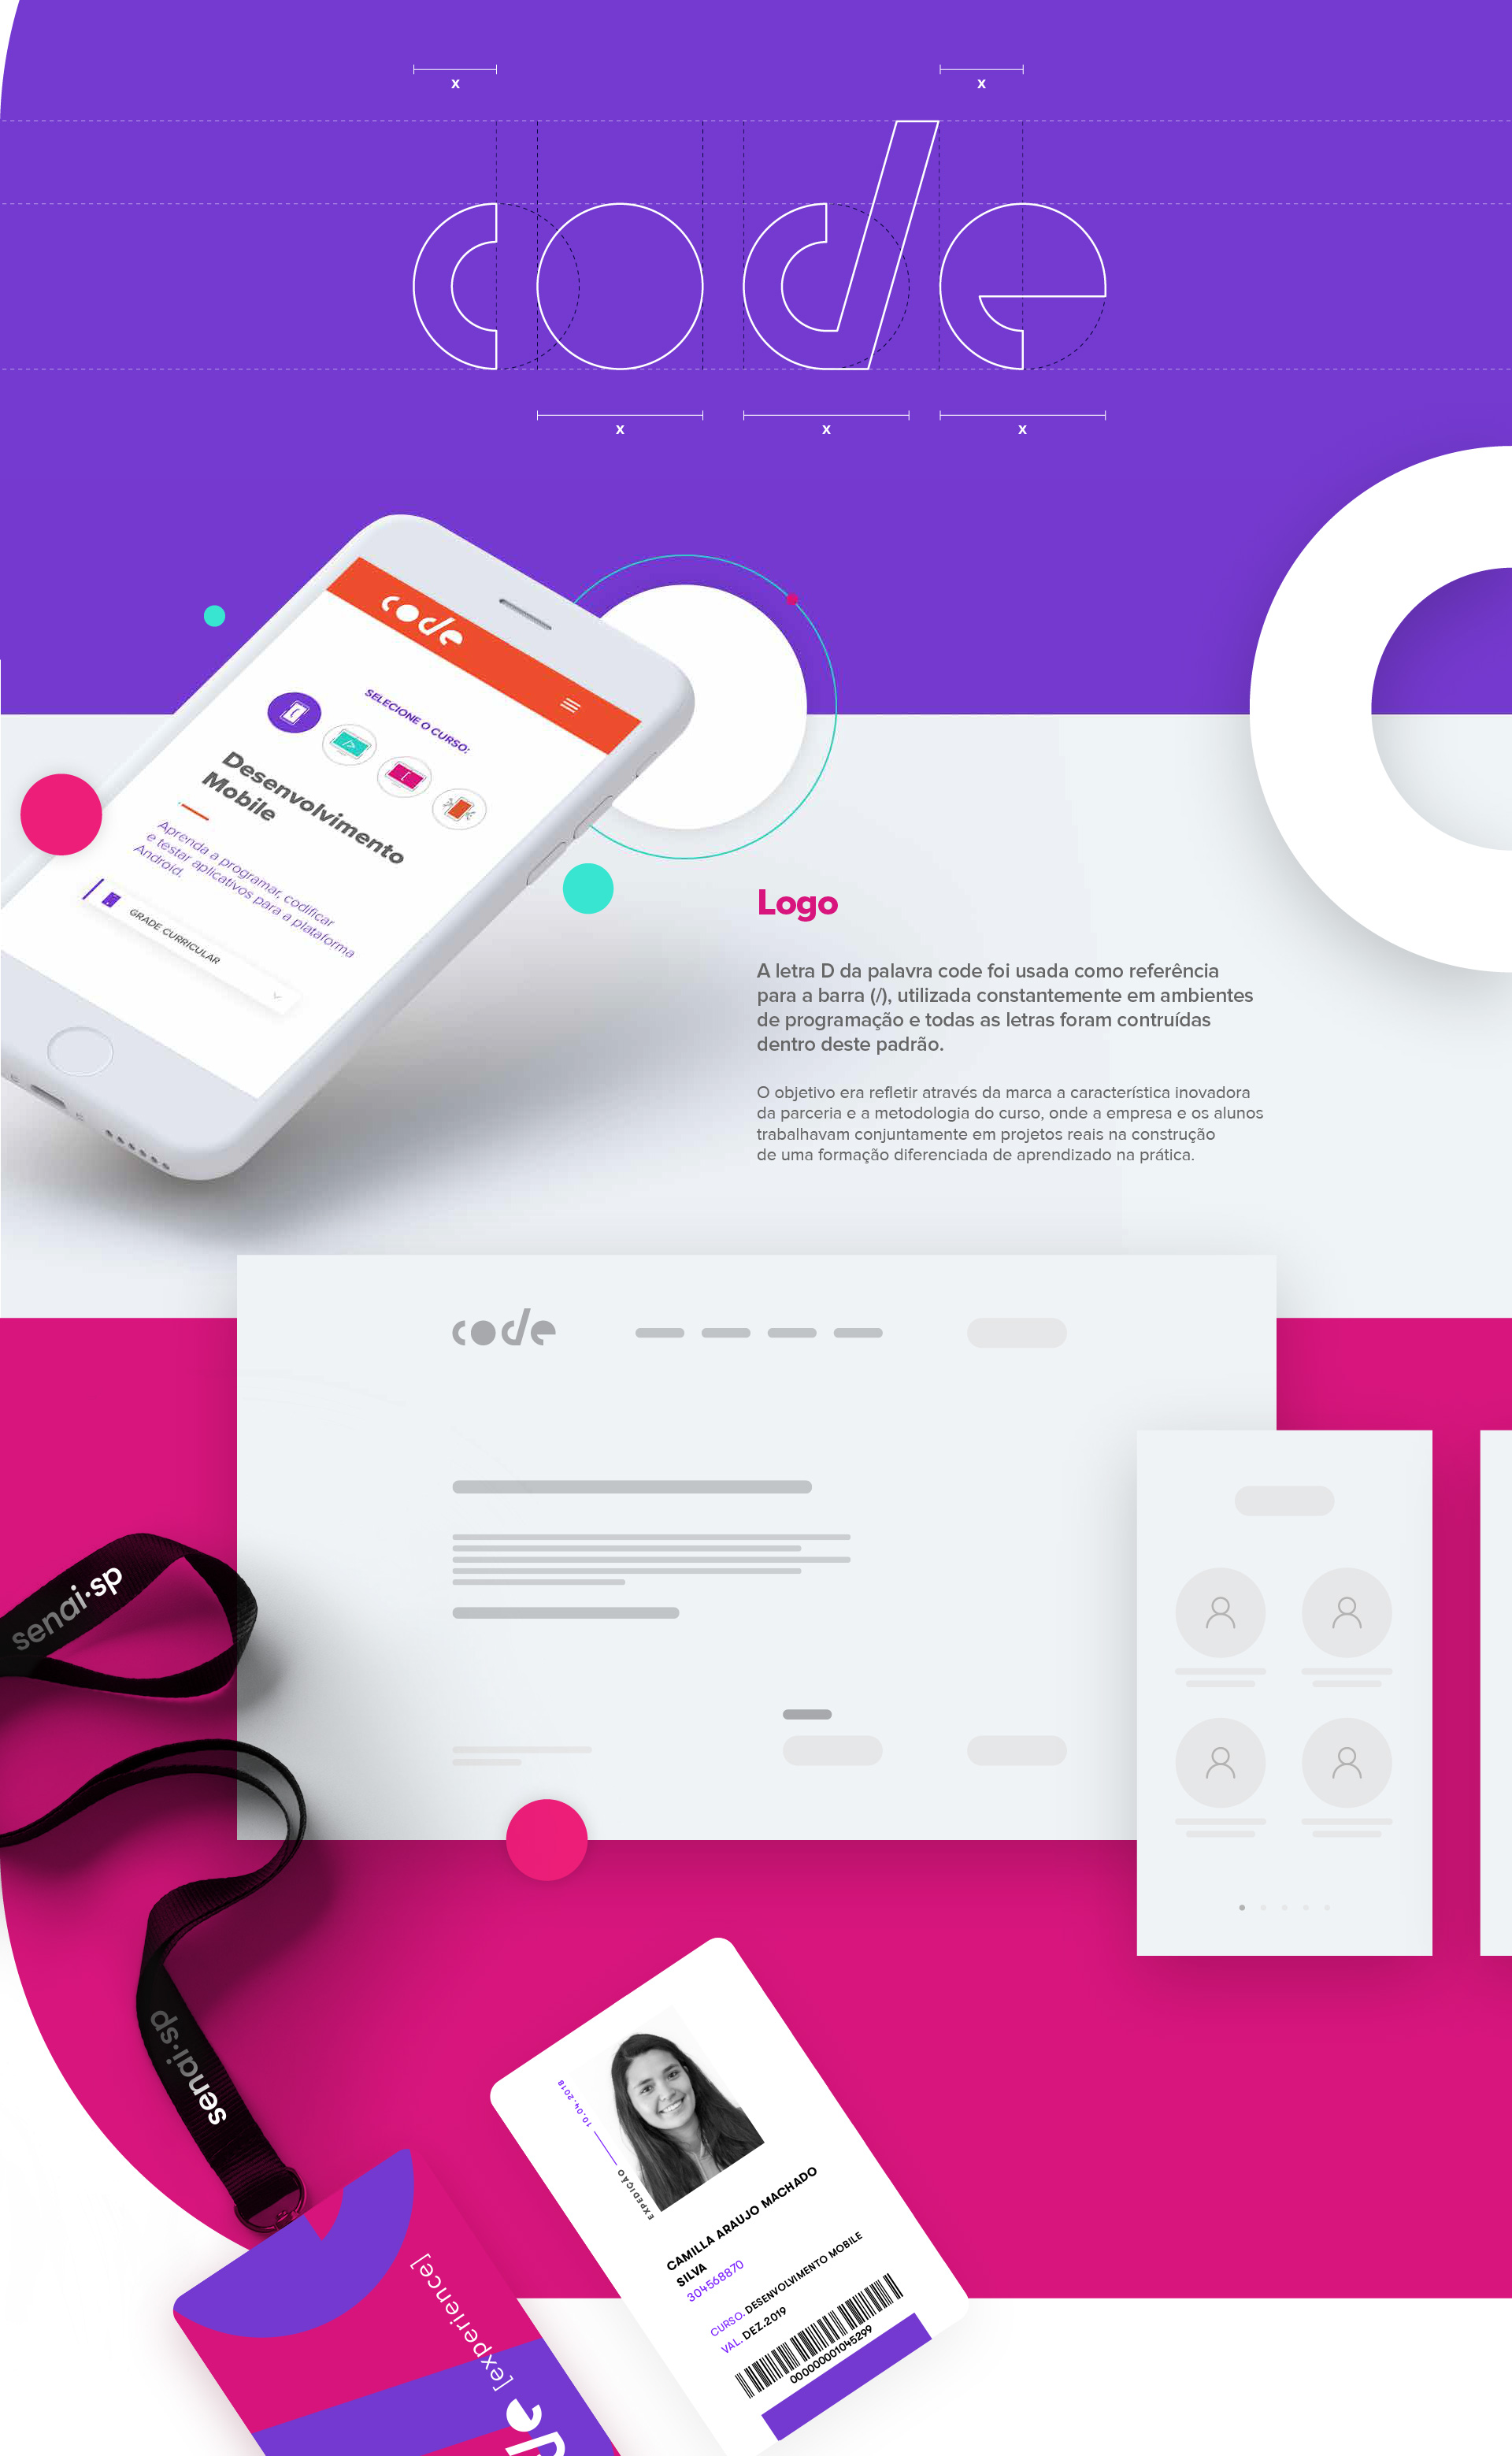 x
x
code
x
x
x
code
SELECIONE O CURSO:
Desenvolvimento
Mobile
Aprenda a programar, codificar
e testar aplicativos para a plataforma
Android.
GRADE CURRICULAR
Logo
A letra D da palavra code foi usada como referência
para a barra (/), utilizada constantemente em ambientes
de programação e todas as letras foram contruídas
dentro deste padrão.
O objetivo era refletir através da marca a característica inovadora
da parceria e a metodologia do curso, onde a empresa e os alunos
trabalhavam conjuntamente em projetos reais na construção
de uma formação diferenciada de aprendizado na prática.
code
senai·sp
senai·sp
[experience]
de
EXPEDIÇÃO 10.04.2018
CAMILLA ARAUJO MACHADO
SILVA
304568870
CURSO. DESENVOLVIMENTO MOBILE
VAL. DEZ.2019
000000001045299